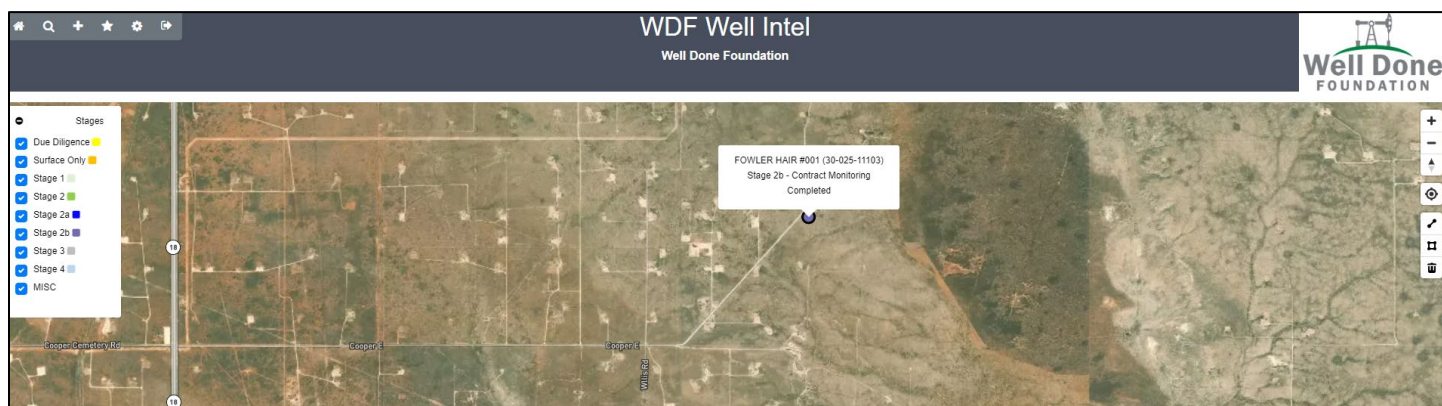 WDF Well Intel
Well Done Foundation
Well Done
FOUNDATION
Stages
Due Diligence
Surface Only
Stage 1
Stage 2
Stage 2a
Stage 2b
Stage 3
Stage 4
MISC
FOWLER HAIR #001 (30-025-11103)
Stage 2b - Contract Monitoring
Completed
18
Cooper Cemetery Rd
Cooper E
Cooper E
Willis Rd
18